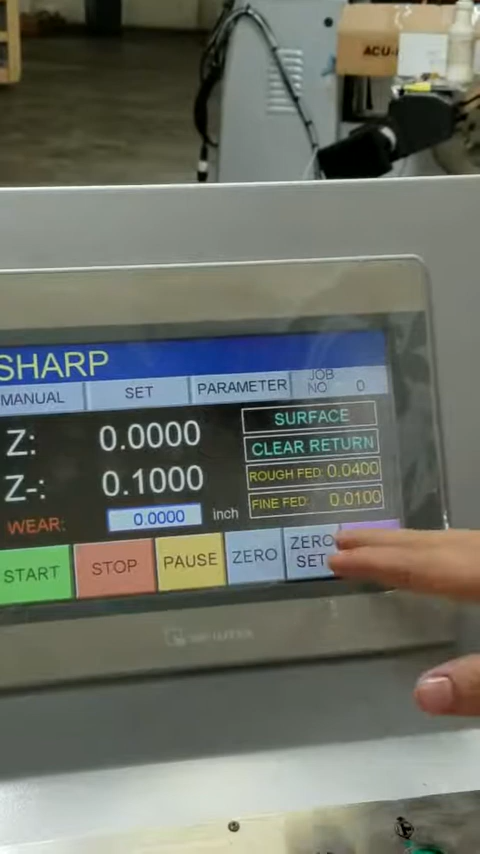 ACU-
SHARP
MANUAL SET PARAMETER JOB NO 0
Z: 0.0000
SURFACE
CLEAR RETURN
Z-: 0.1000
ROUGH FED: 0.0400
WEAR: 0.0000 inch
FINE FED: 0.0100
START STOP PAUSE ZERO ZERO SET